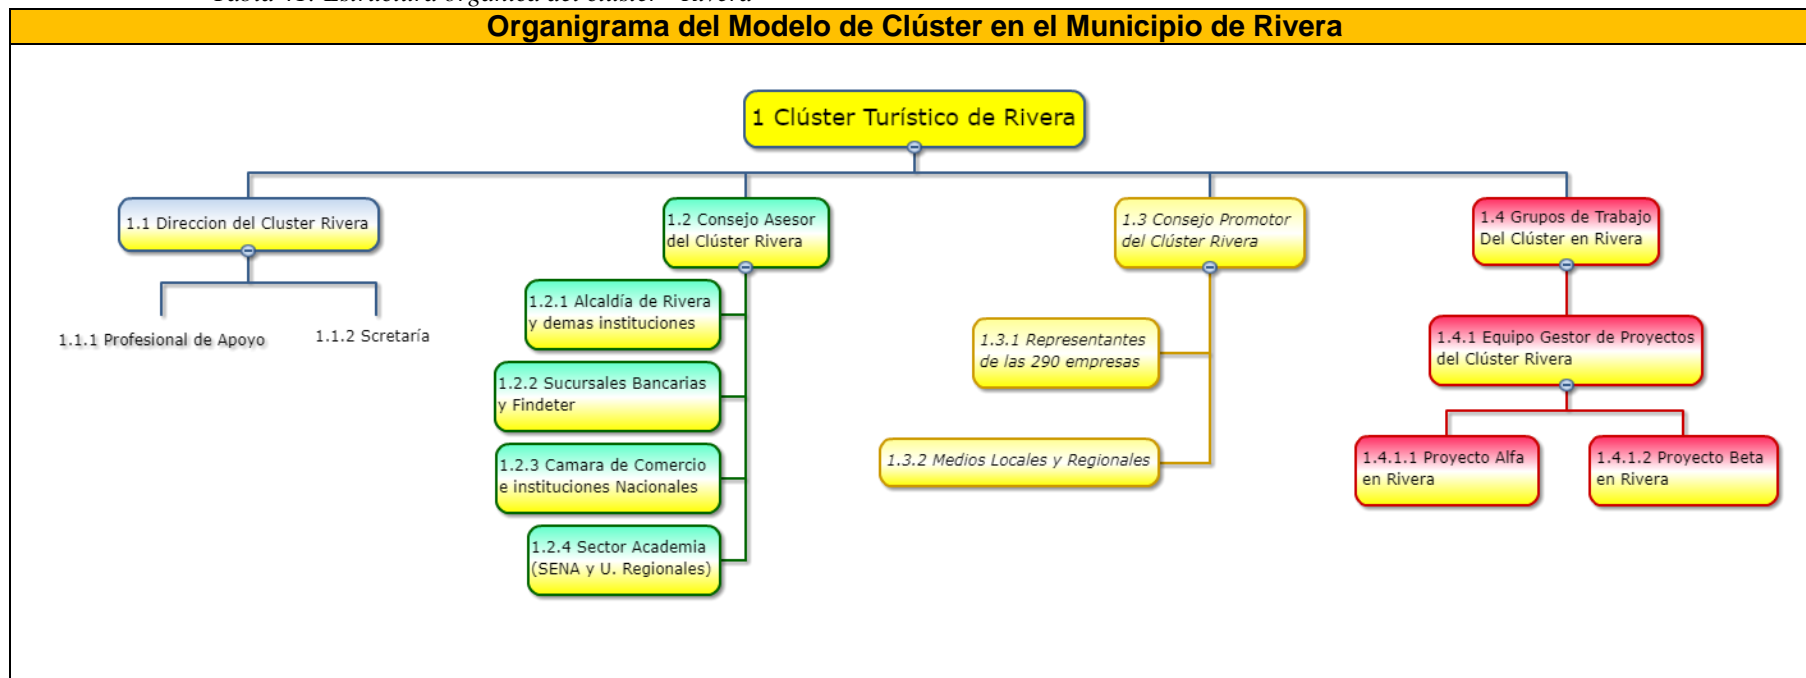 Organigrama del Modelo de Clúster en el Municipio de Rivera
1 Clúster Turístico de Rivera
1.1 Direccion del Cluster Rivera
1.1.1 Profesional de Apoyo
1.1.2 Scretaría
1.2 Consejo Asesor
del Clúster Rivera
1.2.1 Alcaldía de Rivera
y demas instituciones
1.2.2 Sucursales Bancarias
y Findeter
1.2.3 Camara de Comercio
e instituciones Nacionales
1.2.4 Sector Academia
(SENA y U. Regionales)
1.3 Consejo Promotor
del Clúster Rivera
1.3.1 Representantes
de las 290 empresas
1.3.2 Medios Locales y Regionales
1.4 Grupos de Trabajo
Del Clúster en Rivera
1.4.1 Equipo Gestor de Proyectos
del Clúster Rivera
1.4.1.1 Proyecto Alfa
en Rivera
1.4.1.2 Proyecto Beta
en Rivera